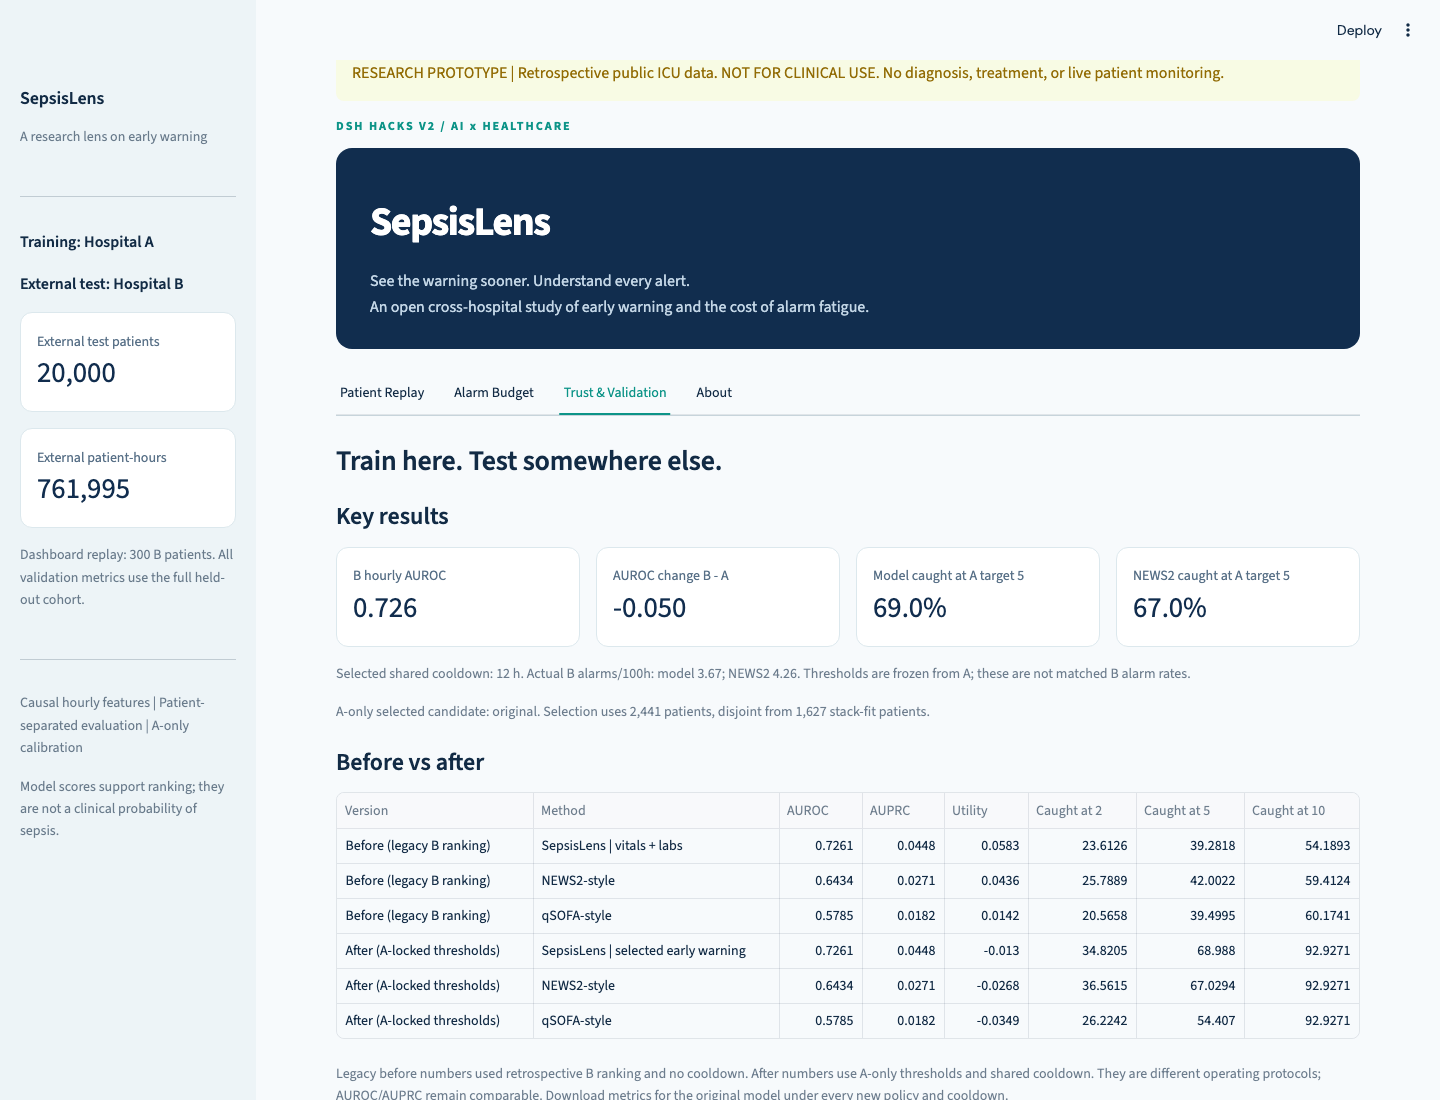 Deploy
RESEARCH PROTOTYPE | Retrospective public ICU data. NOT FOR CLINICAL USE. No diagnosis, treatment, or live patient monitoring.
SepsisLens
A research lens on early warning
Training: Hospital A
External test: Hospital B
External test patients
20,000
External patient-hours
761,995
Dashboard replay: 300 B patients. All
validation metrics use the full held-
out cohort.
Causal hourly features | Patient-
separated evaluation | A-only
calibration
Model scores support ranking; they
are not a clinical probability of
sepsis.
DSH HACKS V2 / AI x HEALTHCARE
SepsisLens
See the warning sooner. Understand every alert.
An open cross-hospital study of early warning and the cost of alarm fatigue.
Patient Replay Alarm Budget Trust & Validation About
Train here. Test somewhere else.
Key results
B hourly AUROC
0.726
AUROC change B - A
-0.050
Model caught at A target 5
69.0%
NEWS2 caught at A target 5
67.0%
Selected shared cooldown: 12 h. Actual B alarms/100h: model 3.67; NEWS2 4.26. Thresholds are frozen from A; these are not matched B alarm rates.
A-only selected candidate: original. Selection uses 2,441 patients, disjoint from 1,627 stack-fit patients.
Before vs after
Version Method AUROC AUPRC Utility Caught at 2 Caught at 5 Caught at 10
Before (legacy B ranking) SepsisLens | vitals + labs 0.7261 0.0448 0.0583 23.6126 39.2818 54.1893
Before (legacy B ranking) NEWS2-style 0.6434 0.0271 0.0436 25.7889 42.0022 59.4124
Before (legacy B ranking) qSOFA-style 0.5785 0.0182 0.0142 20.5658 39.4995 60.1741
After (A-locked thresholds) SepsisLens | selected early warning 0.7261 0.0448 -0.013 34.8205 68.988 92.9271
After (A-locked thresholds) NEWS2-style 0.6434 0.0271 -0.0268 36.5615 67.0294 92.9271
After (A-locked thresholds) qSOFA-style 0.5785 0.0182 -0.0349 26.2242 54.407 92.9271
Legacy before numbers used retrospective B ranking and no cooldown. After numbers use A-only thresholds and shared cooldown. They are different operating protocols;
AUROC/AUPRC remain comparable. Download metrics for the original model under every new policy and cooldown.